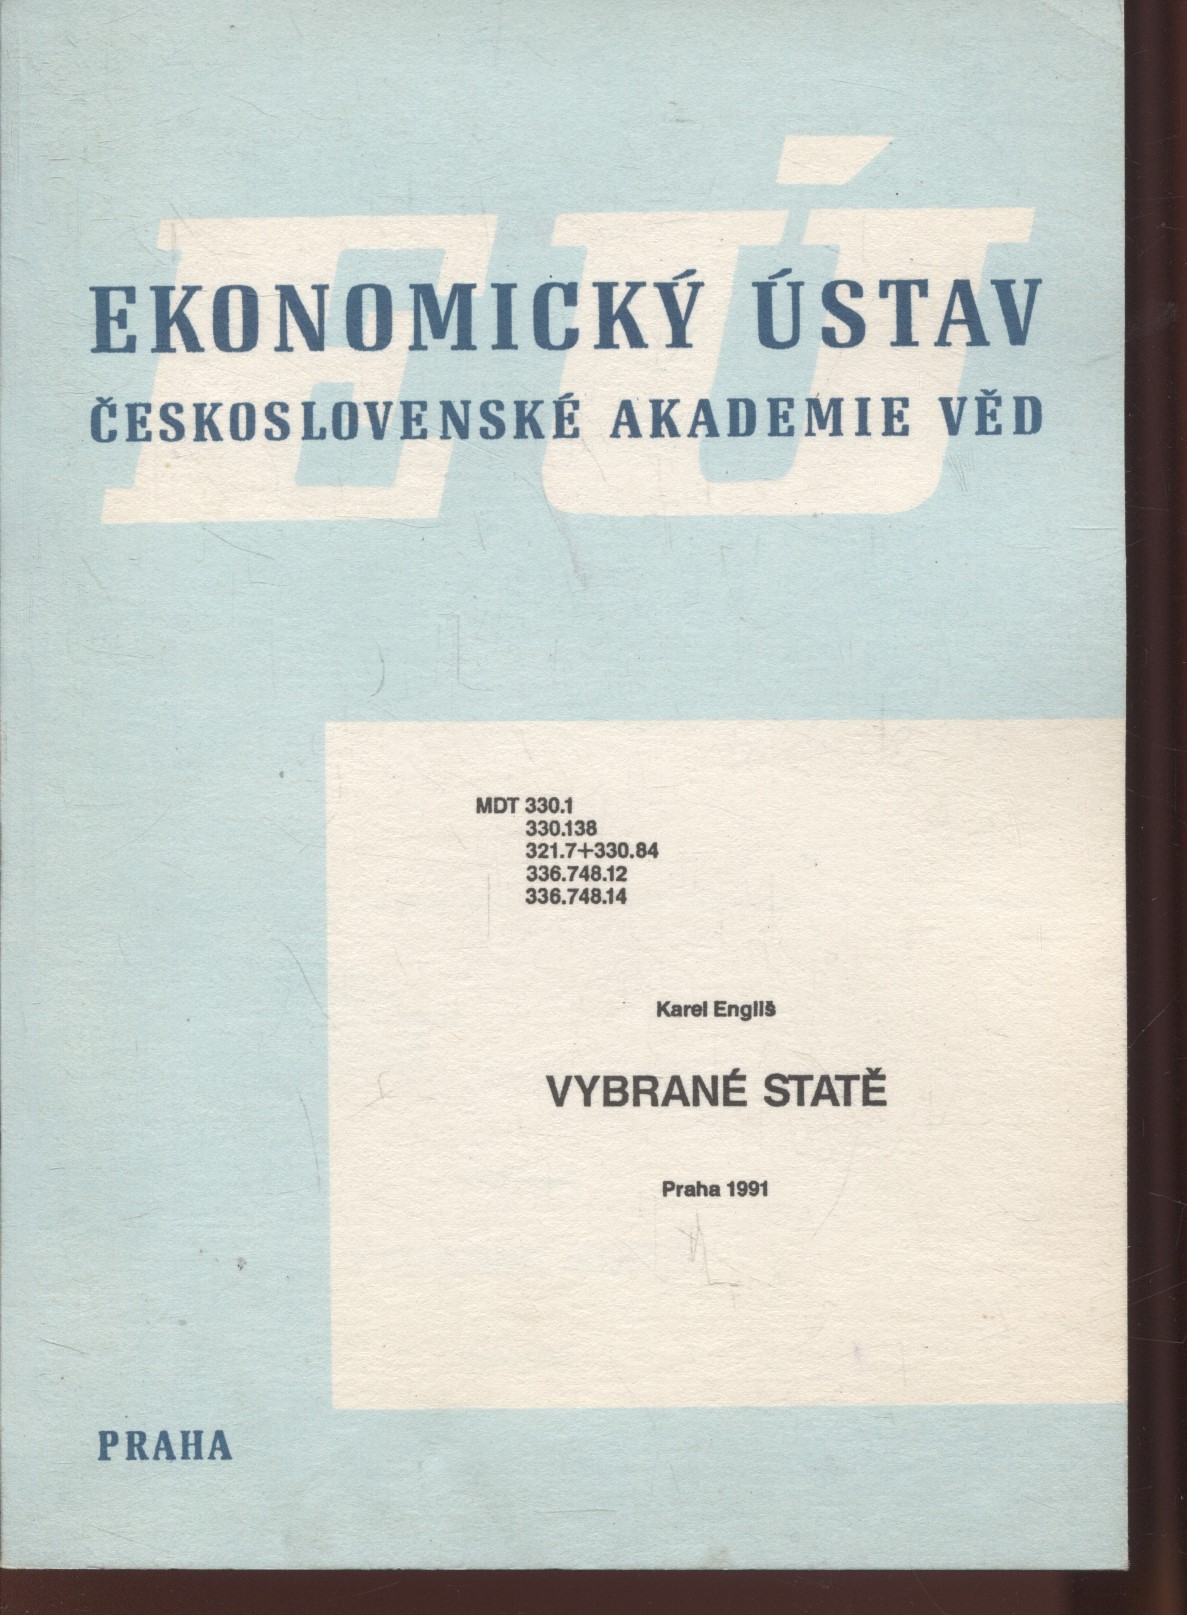 EÚ
EKONOMICKÝ ÚSTAV
ČESKOSLOVENSKÉ AKADEMIE VĚD
MDT 330.1
330.138
321.7+330.84
336.748.12
336.748.14
Karel Engliš
VYBRANÉ STATĚ
Praha 1991
PRAHA